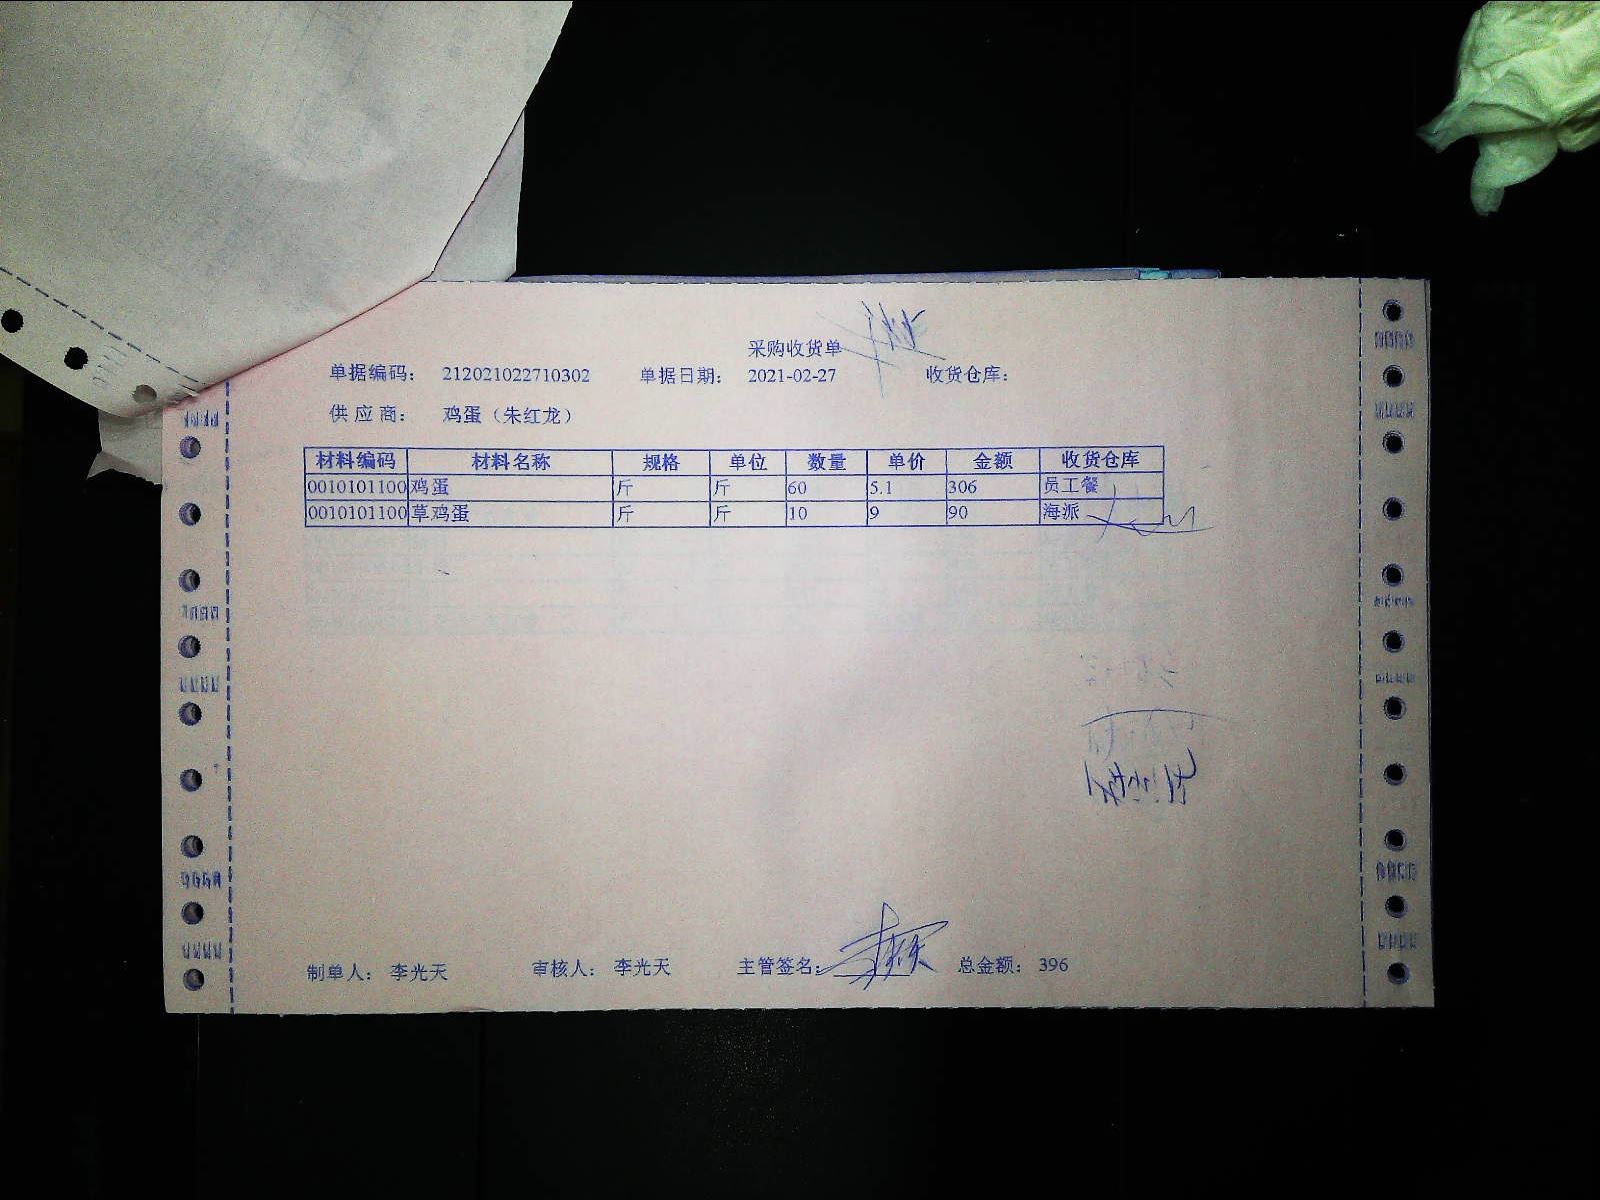 采购收货单
单据编码： 212021022710302 单据日期： 2021-02-27 收货仓库：
供应商： 鸡蛋（朱红龙）
材料编码 材料名称 规格 单位 数量 单价 金额 收货仓库
0010101100 鸡蛋 斤 斤 60 5.1 306 员工餐
0010101100 草鸡蛋 斤 斤 10 9 90 海派
制单人： 李光天 审核人： 李光天 主管签名： 总金额： 396